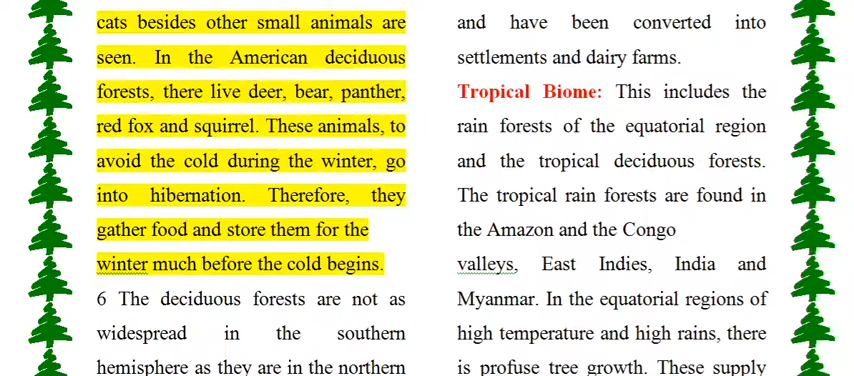 cats besides other small animals are
seen. In the American deciduous
forests, there live deer, bear, panther,
red fox and squirrel. These animals, to
avoid the cold during the winter, go
into hibernation. Therefore, they
gather food and store them for the
winter much before the cold begins.
6 The deciduous forests are not as
widespread in the southern
hemisphere as they are in the northern
and have been converted into
settlements and dairy farms.
Tropical Biome: This includes the
rain forests of the equatorial region
and the tropical deciduous forests.
The tropical rain forests are found in
the Amazon and the Congo
valleys, East Indies, India and
Myanmar. In the equatorial regions of
high temperature and high rains, there
is profuse tree growth. These supply